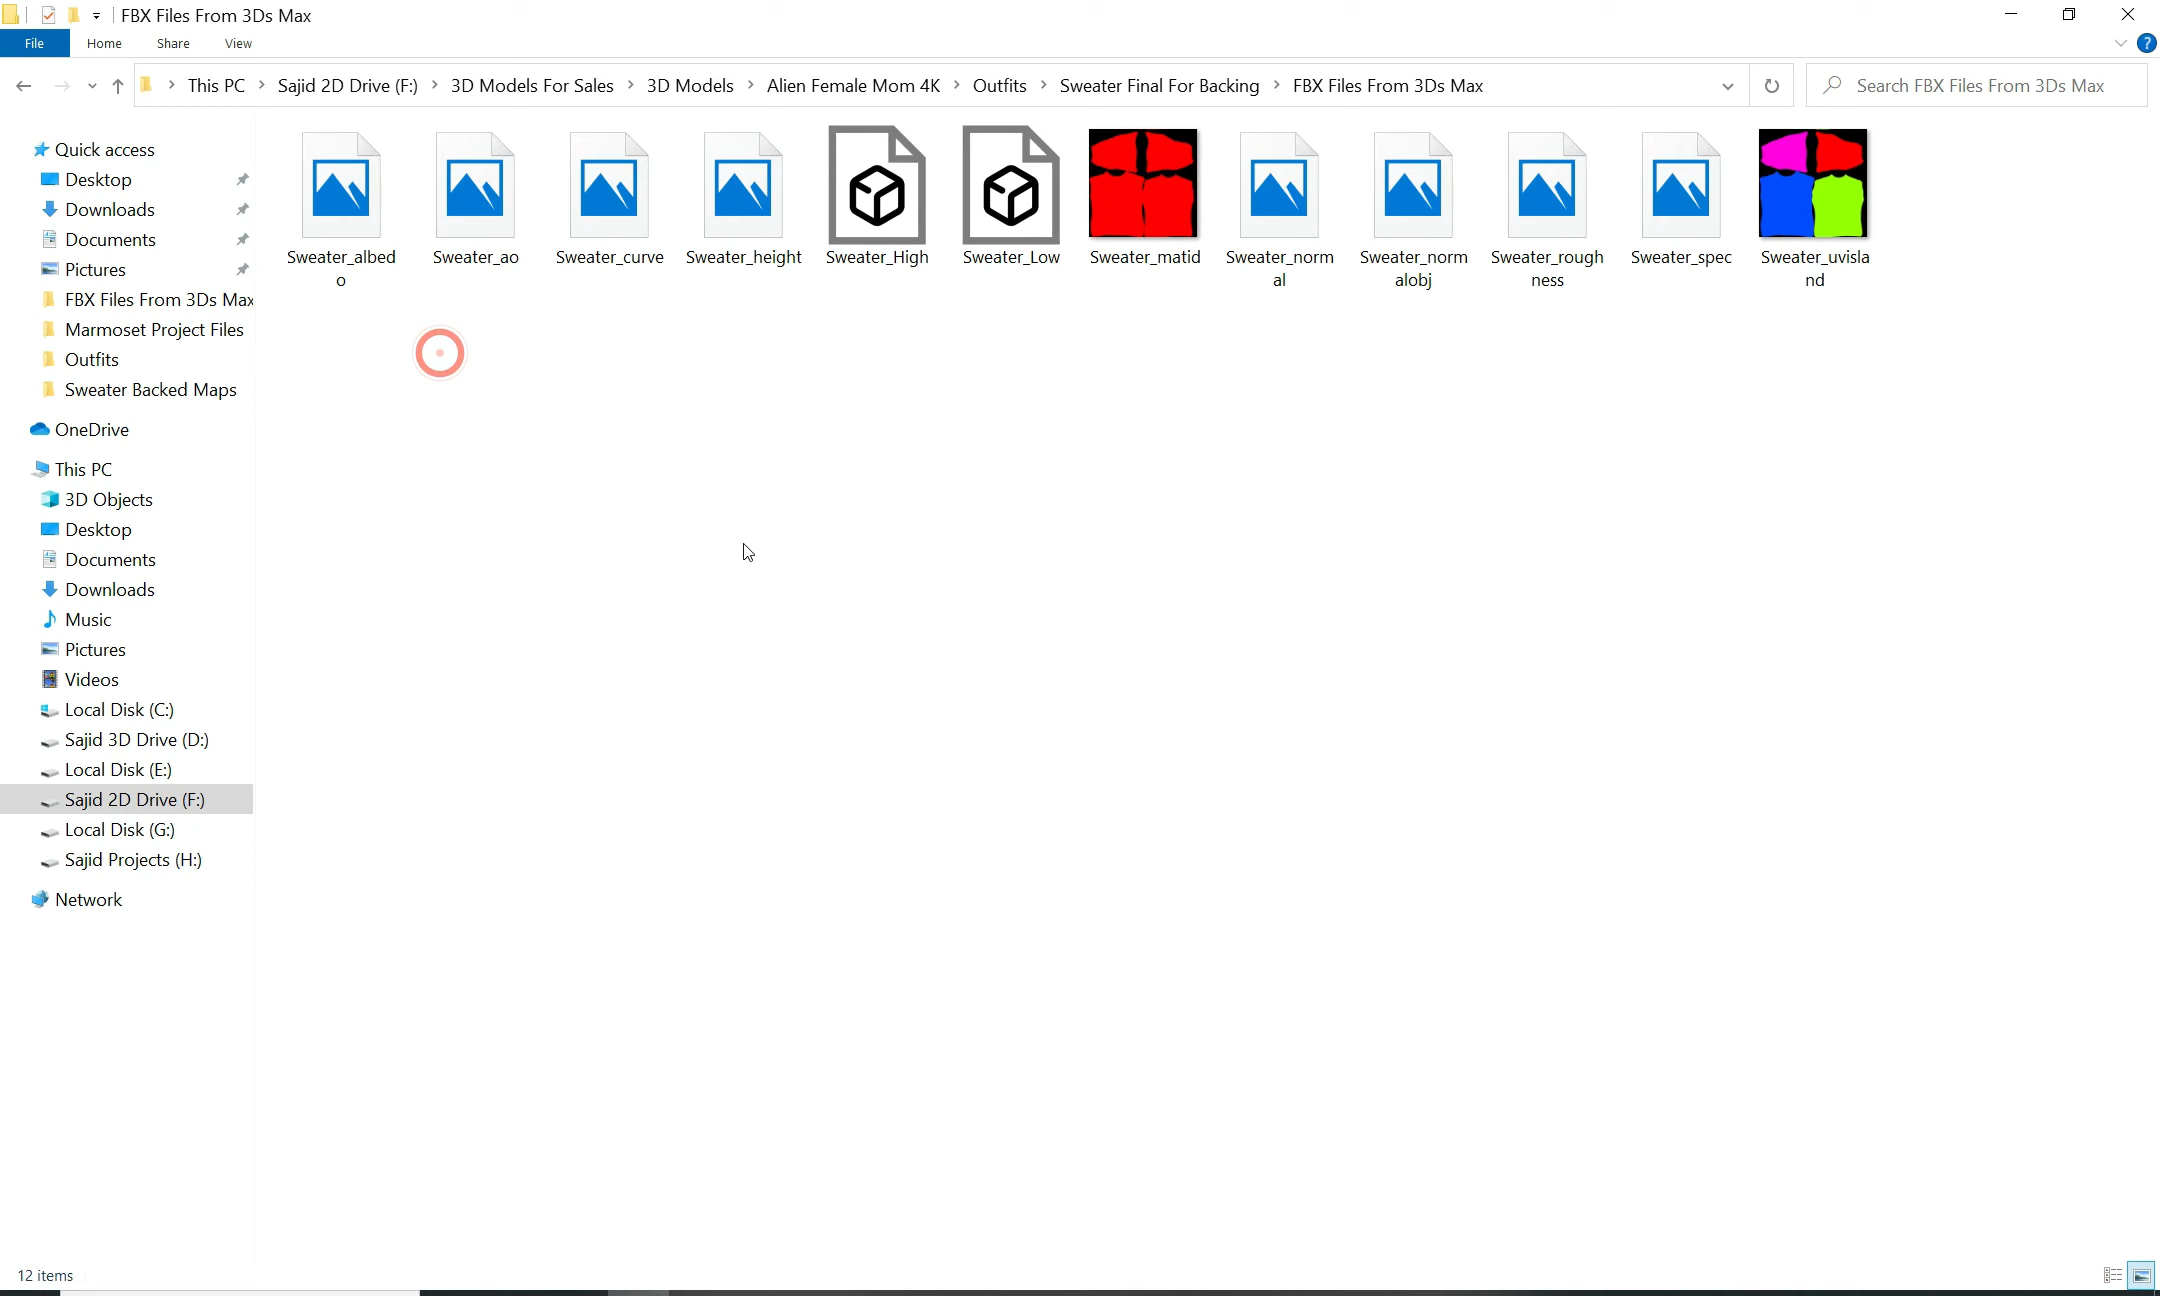 FBX Files From 3Ds Max
File Home Share View
?
This PC Sajid 2D Drive (F:) 3D Models For Sales 3D Models Alien Female Mom 4K Outfits Sweater Final For Backing FBX Files From 3Ds Max
Search FBX Files From 3Ds Max
Quick access
Desktop
Downloads
Documents
Pictures
FBX Files From 3Ds Max
Marmoset Project Files
Outfits
Sweater Backed Maps
OneDrive
This PC
3D Objects
Desktop
Documents
Downloads
Music
Pictures
Videos
Local Disk (C:)
Sajid 3D Drive (D:)
Local Disk (E:)
Sajid 2D Drive (F:)
Local Disk (G:)
Sajid Projects (H:)
Network
Sweater_albed
o
Sweater_ao
Sweater_curve
Sweater_height
Sweater_High
Sweater_Low
Sweater_matid
Sweater_norm
al
Sweater_norm
alobj
Sweater_rough
ness
Sweater_spec
Sweater_uvisla
nd
12 items